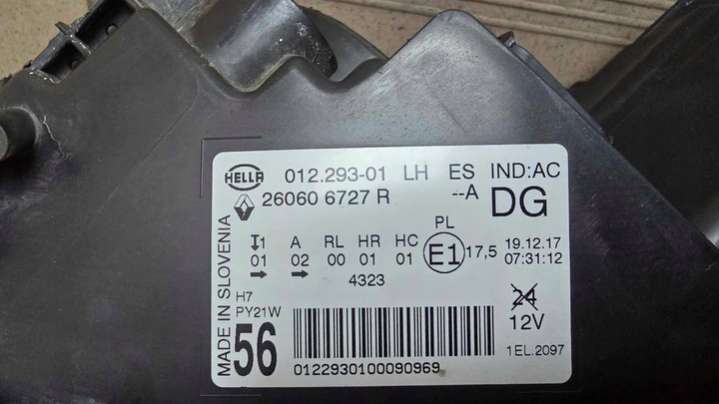 HELLA 012.293-01 LH ES IND:AC
26060 6727 R --A DG
MADE IN SLOVENIA
PL
1 A RL HR HC E1 17,5 19.12.17
01 02 00 01 01 07:31:12
4323
H7
PY21W 24
56 12V
0122930100090969 1EL.2097